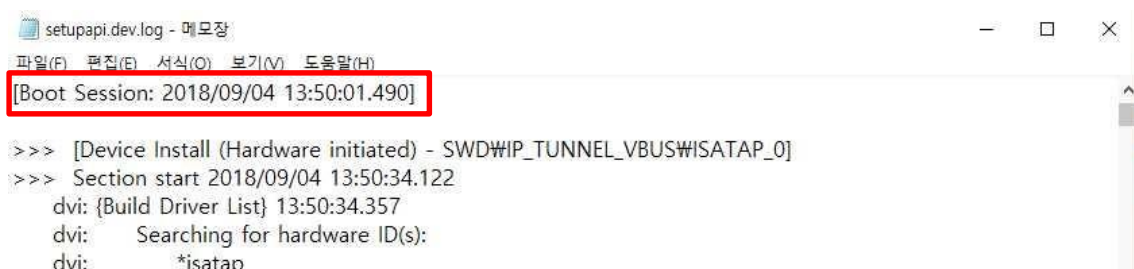 setupapi.dev.log - 메모장
파일(F) 편집(E) 서식(O) 보기(V) 도움말(H)
[Boot Session: 2018/09/04 13:50:01.490]
>>> [Device Install (Hardware initiated) - SWD₩IP_TUNNEL_VBUS₩ISATAP_0]
>>> Section start 2018/09/04 13:50:34.122
dvi: {Build Driver List} 13:50:34.357
dvi: Searching for hardware ID(s):
dvi: *isatap